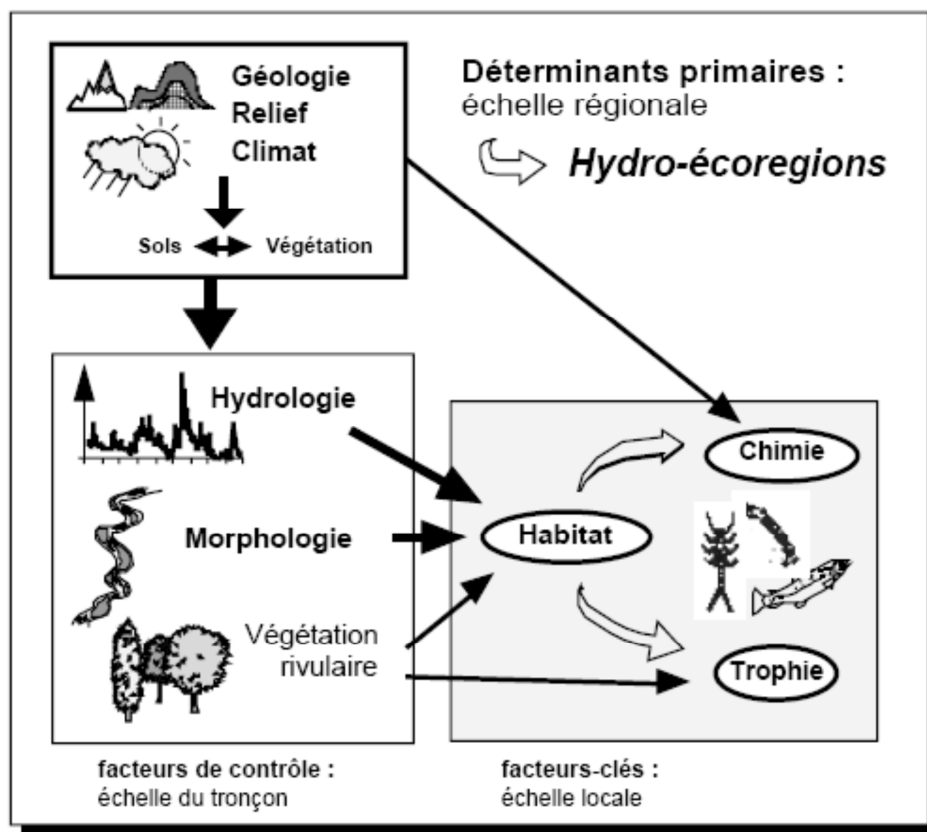 Géologie
Relief
Climat
Sols
Végétation
Déterminants primaires :
échelle régionale
Hydro-écoregions
Hydrologie
Morphologie
Végétation
rivulaire
Habitat
Chimie
Trophie
facteurs de contrôle :
échelle du tronçon
facteurs-clés :
échelle locale